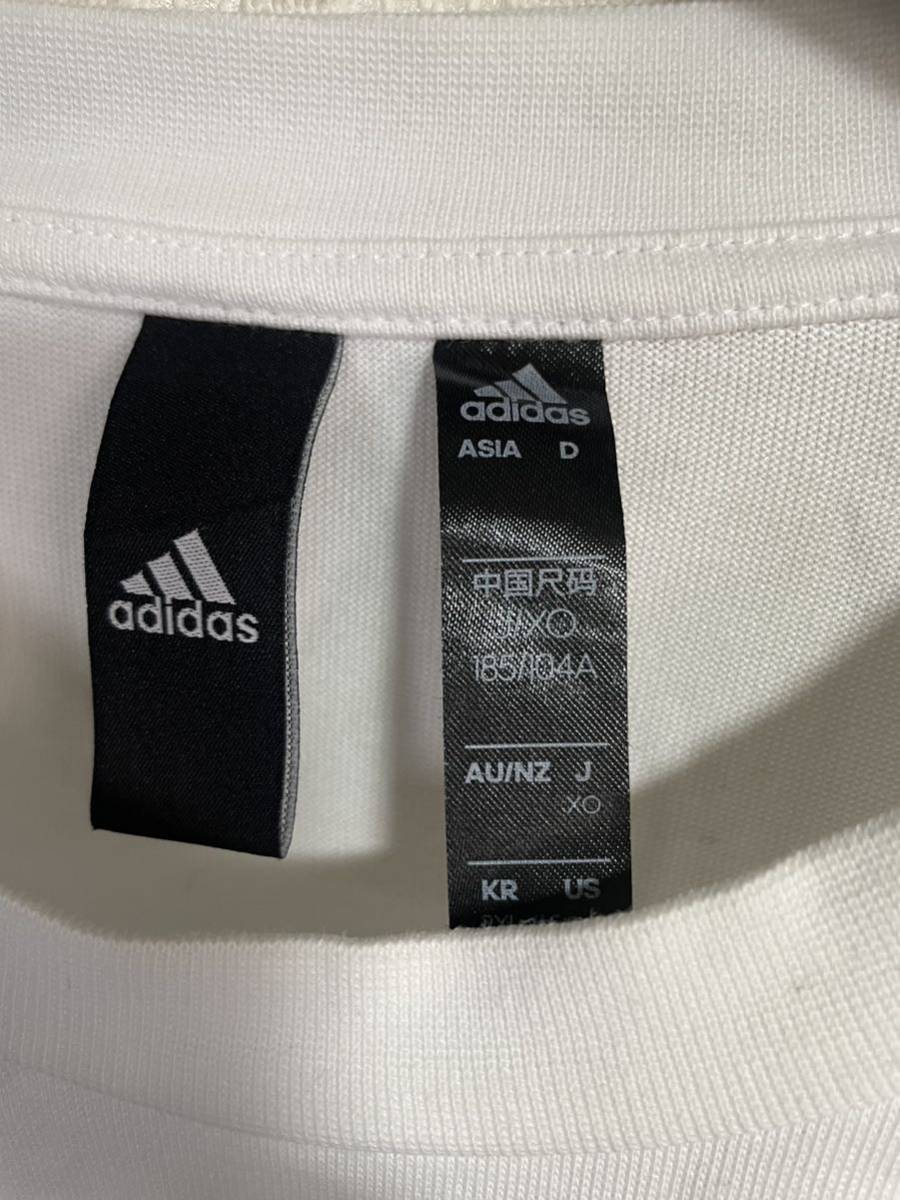 adidas
adidas
ASIA D
中国尺码
J/XO
185/104A
AU/NZ J
XO
KR US